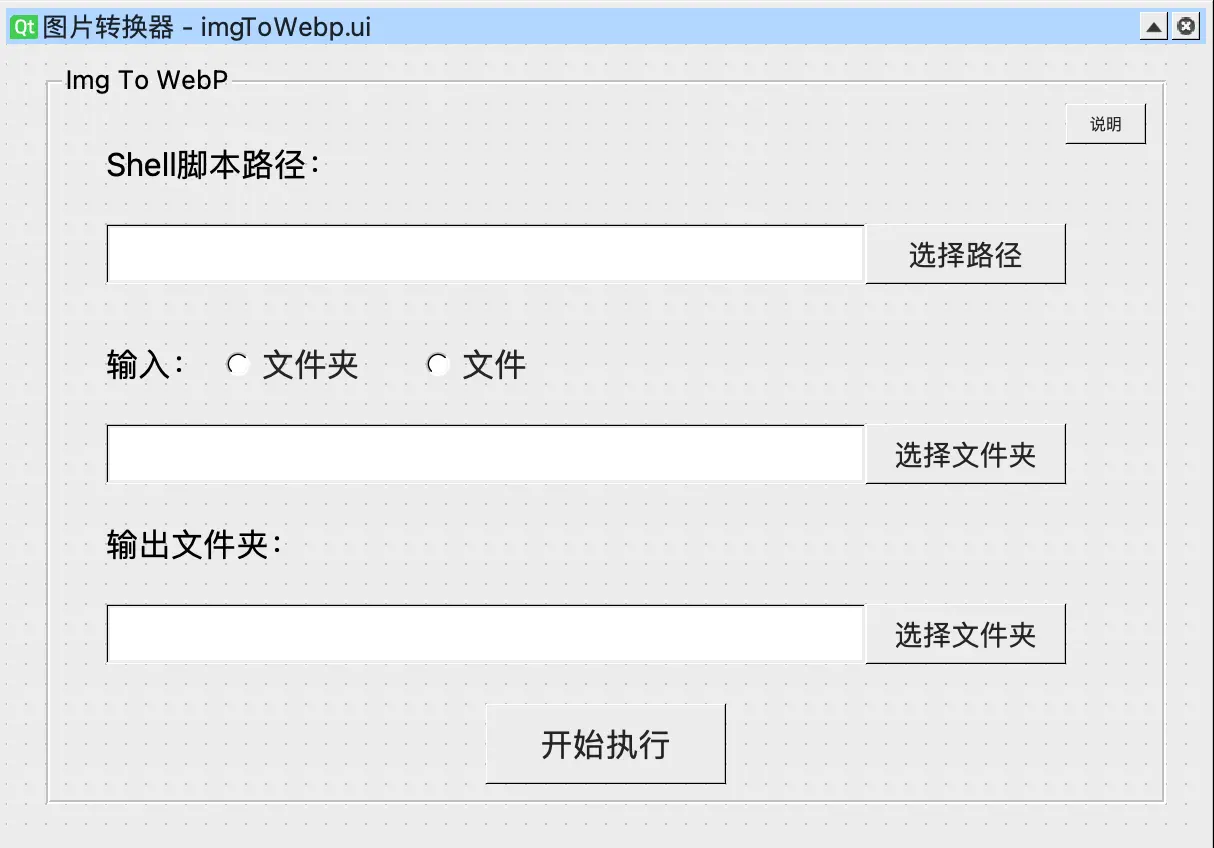 Qt 图片转换器 - imgToWebp.ui
Img To WebP
说明
Shell脚本路径：
选择路径
输入： 文件夹 文件
选择文件夹
输出文件夹：
选择文件夹
开始执行